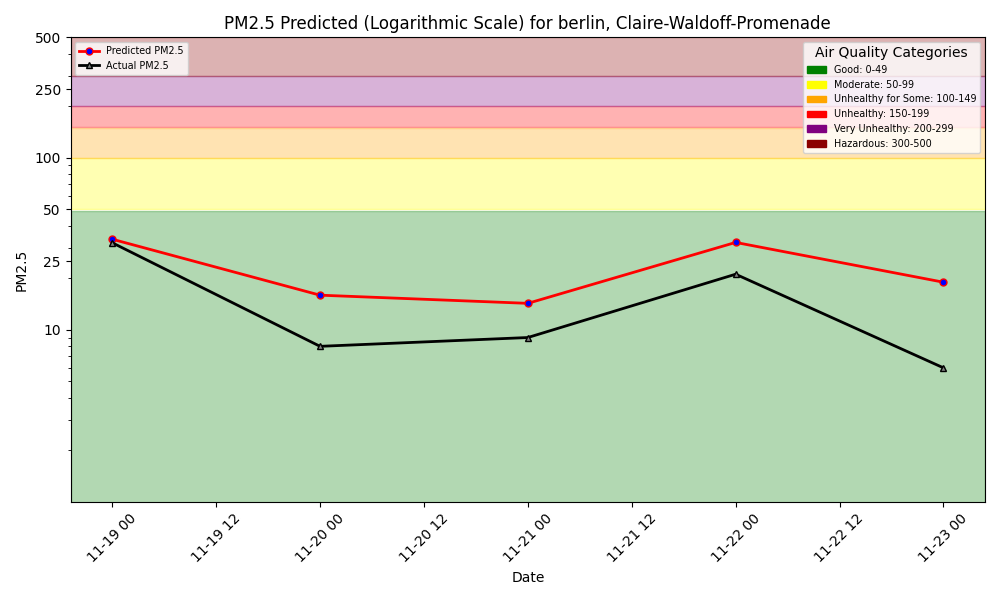 PM2.5 Predicted (Logarithmic Scale) for berlin, Claire-Waldoff-Promenade
Predicted PM2.5
Actual PM2.5
Air Quality Categories
Good: 0-49
Moderate: 50-99
Unhealthy for Some: 100-149
Unhealthy: 150-199
Very Unhealthy: 200-299
Hazardous: 300-500
500
250
100
50
25
10
PM2.5
11-19 00
11-19 12
11-20 00
11-20 12
11-21 00
11-21 12
11-22 00
11-22 12
11-23 00
Date